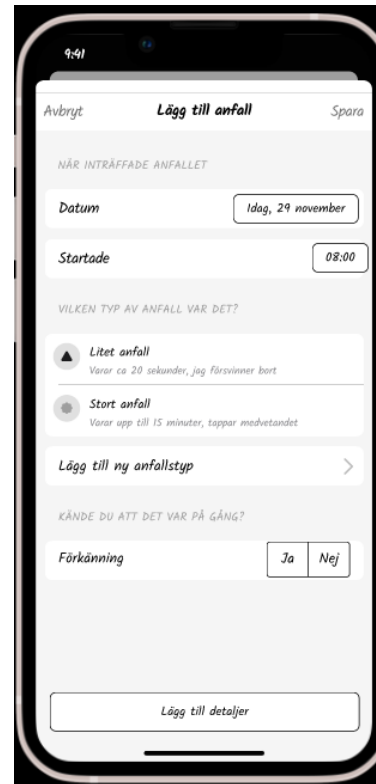 9:41
Avbryt Lägg till anfall Spara
NÄR INTRÄFFADE ANFALLET
Datum Idag, 29 november
Startade 08:00
VILKEN TYP AV ANFALL VAR DET?
Litet anfall
Varar ca 20 sekunder, jag försvinner bort
Stort anfall
Varar upp till 15 minuter, tappar medvetandet
Lägg till ny anfallstyp
KÄNDE DU ATT DET VAR PÅ GÅNG?
Förkänning Ja Nej
Lägg till detaljer